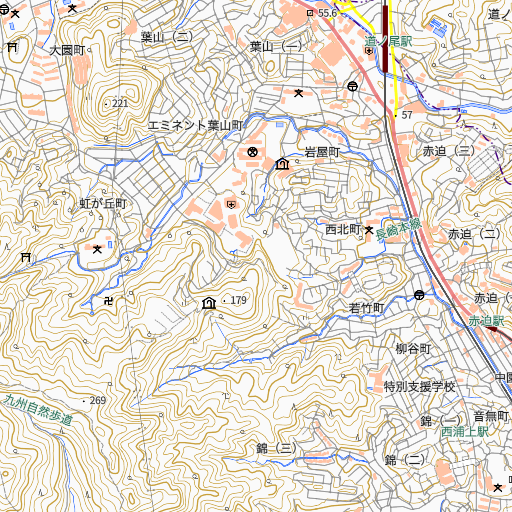 55.6
道ノ
葉山（二）
道ノ尾駅
葉山（一）
大園町
221
57
エミネント葉山町
岩屋町
赤迫（三）
虹が丘町
西北町
長崎本線
赤迫（二）
179
若竹町
赤迫（
赤迫駅
柳谷町
中園
特別支援学校
九州自然歩道
269
音無町
錦（一）
西浦上駅
錦（三）
錦（二）